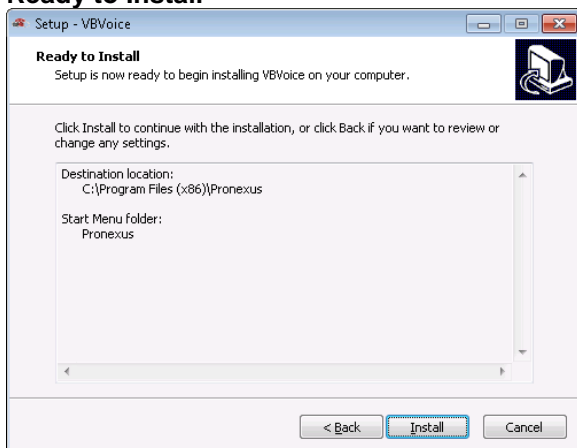 Ready to Install
Setup - VBVoice
Ready to Install
Setup is now ready to begin installing VBVoice on your computer.
Click Install to continue with the installation, or click Back if you want to review or
change any settings.
Destination location:
C:\Program Files (x86)\Pronexus
Start Menu folder:
Pronexus
< Back
Install
Cancel